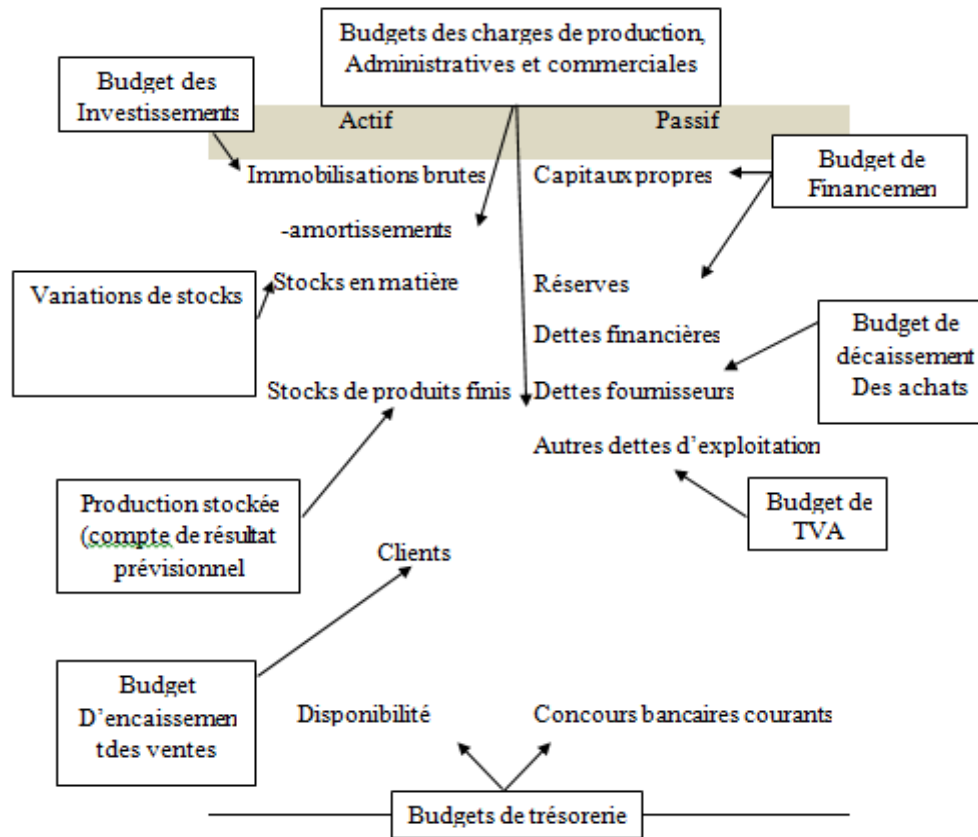 Budgets des charges de production,
Administratives et commerciales
Budget des
Investissements
Actif
Passif
Immobilisations brutes
Capitaux propres
Budget de
Financemen
-amortissements
Variations de stocks
Stocks en matière
Réserves
Dettes financières
Budget de
décaissement
Des achats
Stocks de produits finis
Dettes fournisseurs
Autres dettes d’exploitation
Production stockée
(compte de résultat
prévisionnel
Budget de
TVA
Clients
Budget
D’encaissemen
tdes ventes
Disponibilité
Concours bancaires courants
Budgets de trésorerie